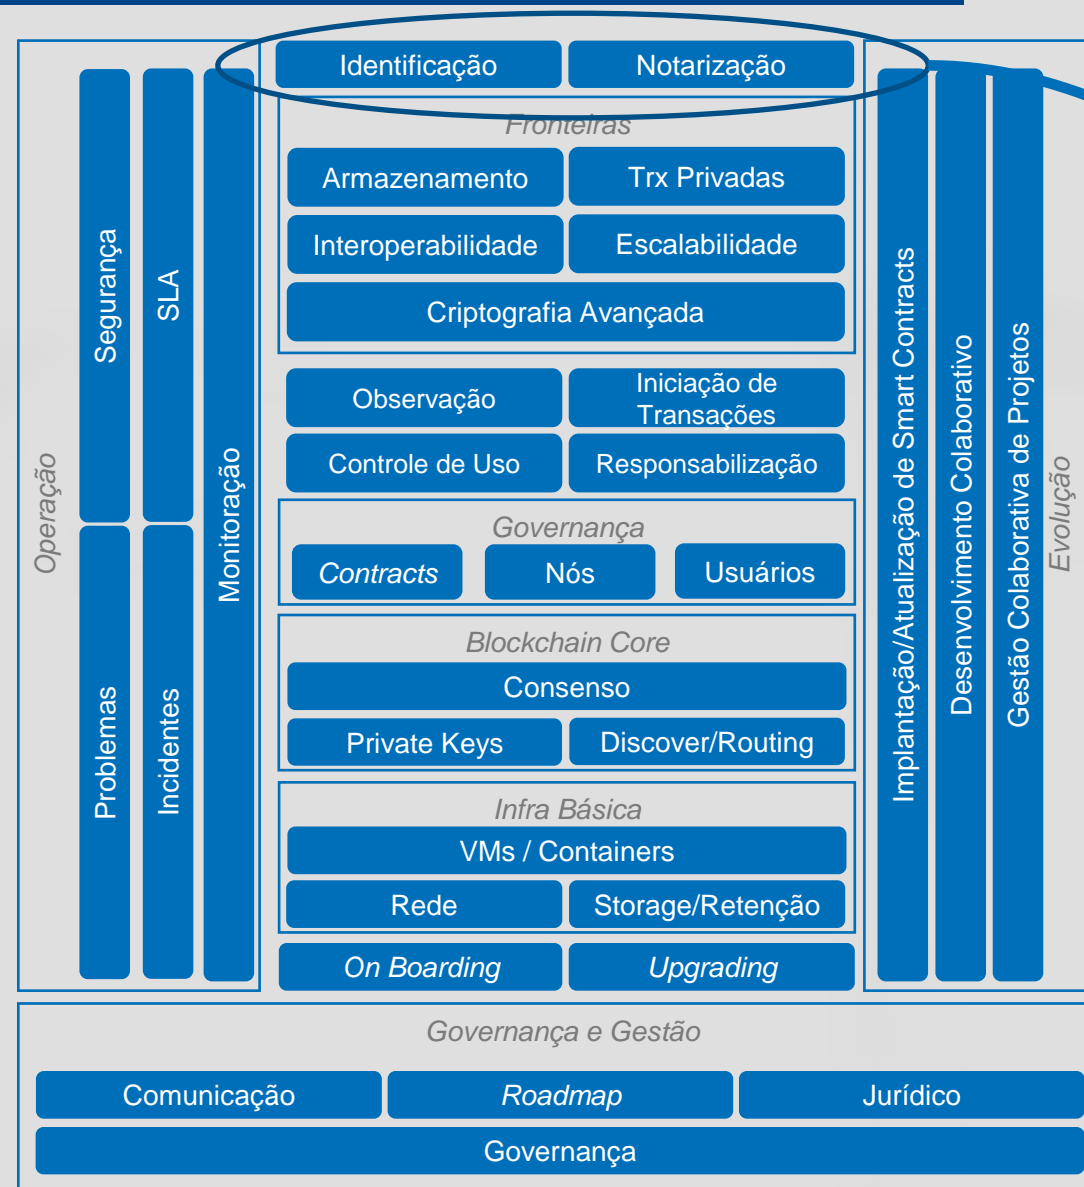 Identificação
Notarização
Fronteiras
Armazenamento
Trx Privadas
Interoperabilidade
Escalabilidade
Criptografia Avançada
Observação
Iniciação de
Transações
Controle de Uso
Responsabilização
Governança
Contracts
Nós
Usuários
Blockchain Core
Consenso
Private Keys
Discover/Routing
Infra Básica
VMs / Containers
Rede
Storage/Retenção
On Boarding
Upgrading
Operação
Segurança
SLA
Problemas
Incidentes
Monitoração
Implantação/Atualização de Smart Contracts
Desenvolvimento Colaborativo
Gestão Colaborativa de Projetos
Evolução
Governança e Gestão
Comunicação
Roadmap
Jurídico
Governança